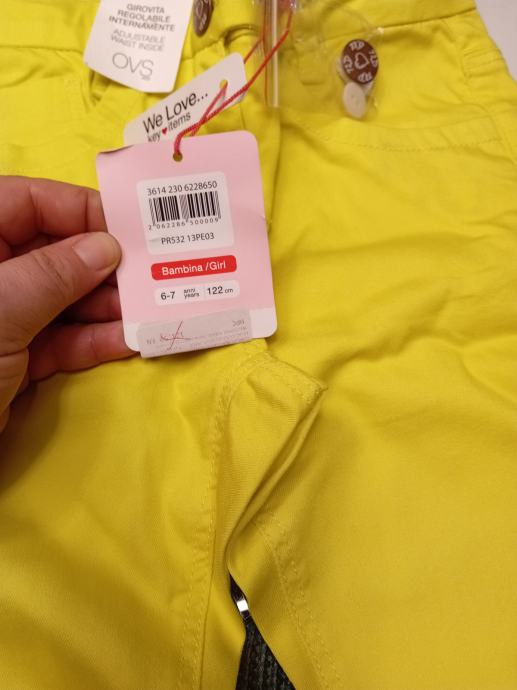 GIROVITA
REGOLABILE
INTERNAMENTE
ADJUSTABLE
WAIST INSIDE
OVS
We Love...
key items
3614 230 6228650
2 062286 500009
PR532 13PE03
Bambina / Girl
6-7 anni years 122 cm